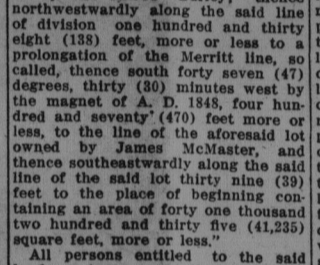 northwestwardly along the said line
of division one hundred and thirty
eight (138) feet, more or less to a
prolongation of the Merritt line, so
called, thence south forty seven (47)
degrees, thirty (30) minutes west by
the magnet of A. D. 1848, four hun-
dred and seventy (470) feet more or
less, to the line of the aforesaid lot
owned by James McMaster, and
thence southeastwardly along the said
line of the said lot thirty nine (39)
feet to the place of beginning con-
taining an area of forty one thousand
two hundred and thirty five (41,235)
square feet, more or less."
All persons entitled to the said